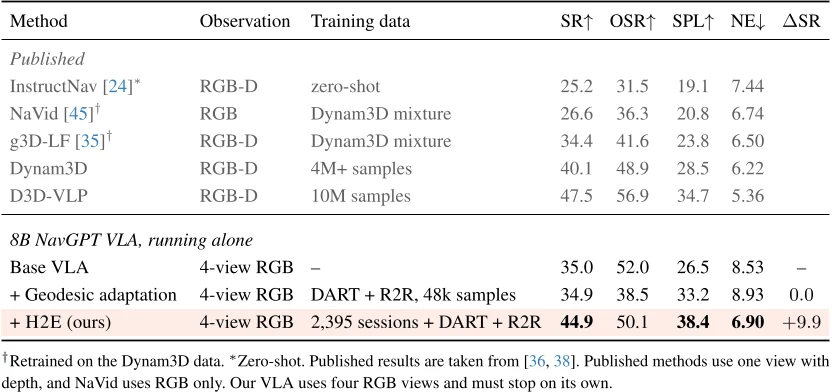 Method Observation Training data SR↑ OSR↑ SPL↑ NE↓ ΔSR
Published
InstructNav [24]* RGB-D zero-shot 25.2 31.5 19.1 7.44
NaVid [45]† RGB Dynam3D mixture 26.6 36.3 20.8 6.74
g3D-LF [35]† RGB-D Dynam3D mixture 34.4 41.6 23.8 6.50
Dynam3D RGB-D 4M+ samples 40.1 48.9 28.5 6.22
D3D-VLP RGB-D 10M samples 47.5 56.9 34.7 5.36
8B NavGPT VLA, running alone
Base VLA 4-view RGB – 35.0 52.0 26.5 8.53 –
+ Geodesic adaptation 4-view RGB DART + R2R, 48k samples 34.9 38.5 33.2 8.93 0.0
+ H2E (ours) 4-view RGB 2,395 sessions + DART + R2R 44.9 50.1 38.4 6.90 +9.9
†Retrained on the Dynam3D data. *Zero-shot. Published results are taken from [36, 38]. Published methods use one view with
depth, and NaVid uses RGB only. Our VLA uses four RGB views and must stop on its own.